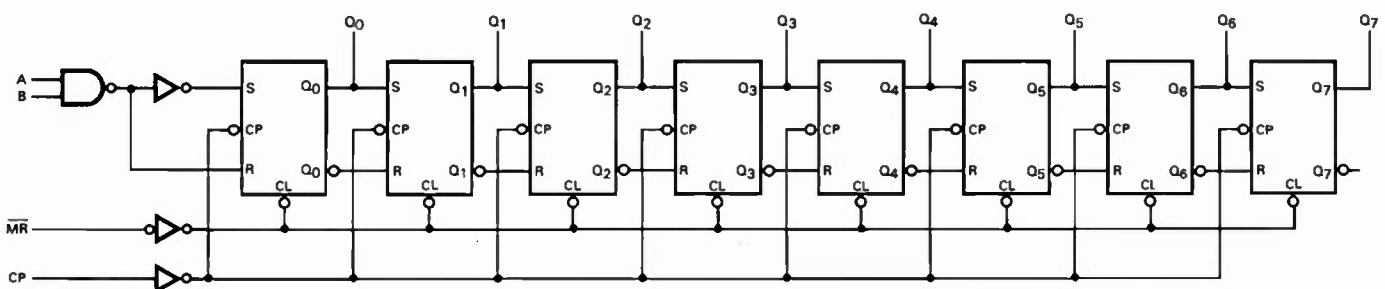 Q0 Q1 Q2 Q3 Q4 Q5 Q6 Q7
A
B
S Q0 S Q1 S Q2 S Q3 S Q4 S Q5 S Q6 S Q7
CP CP CP CP CP CP CP CP
R Q0 R Q1 R Q2 R Q3 R Q4 R Q5 R Q6 R Q7
CL CL CL CL CL CL CL CL
M̅R̅
CP